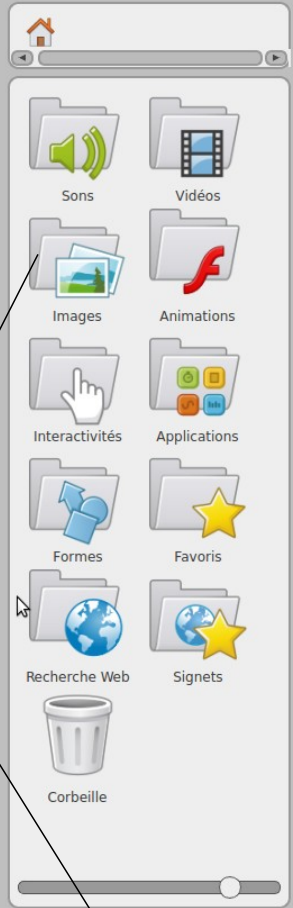 Sons Vidéos
Images Animations
Interactivités Applications
Formes Favoris
Recherche Web Signets
Corbeille